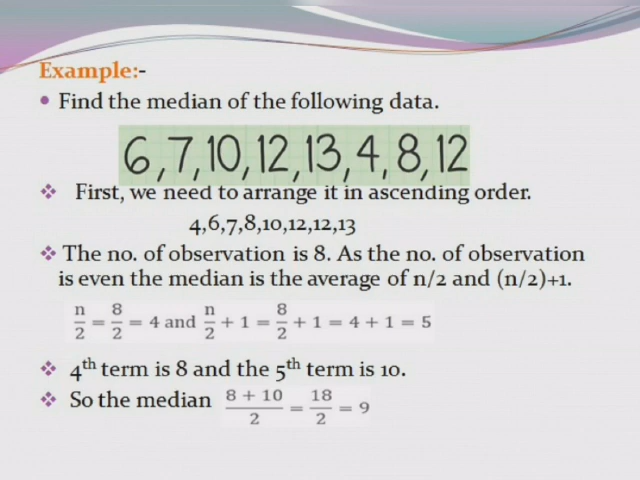 Example:-
• Find the median of the following data.
6,7,10,12,13,4,8,12
❖ First, we need to arrange it in ascending order.
4,6,7,8,10,12,12,13
❖ The no. of observation is 8. As the no. of observation
is even the median is the average of n/2 and (n/2)+1.
n/2 = 8/2 = 4 and n/2 + 1 = 8/2 + 1 = 4 + 1 = 5
❖ 4th term is 8 and the 5th term is 10.
❖ So the median (8 + 10)/2 = 18/2 = 9